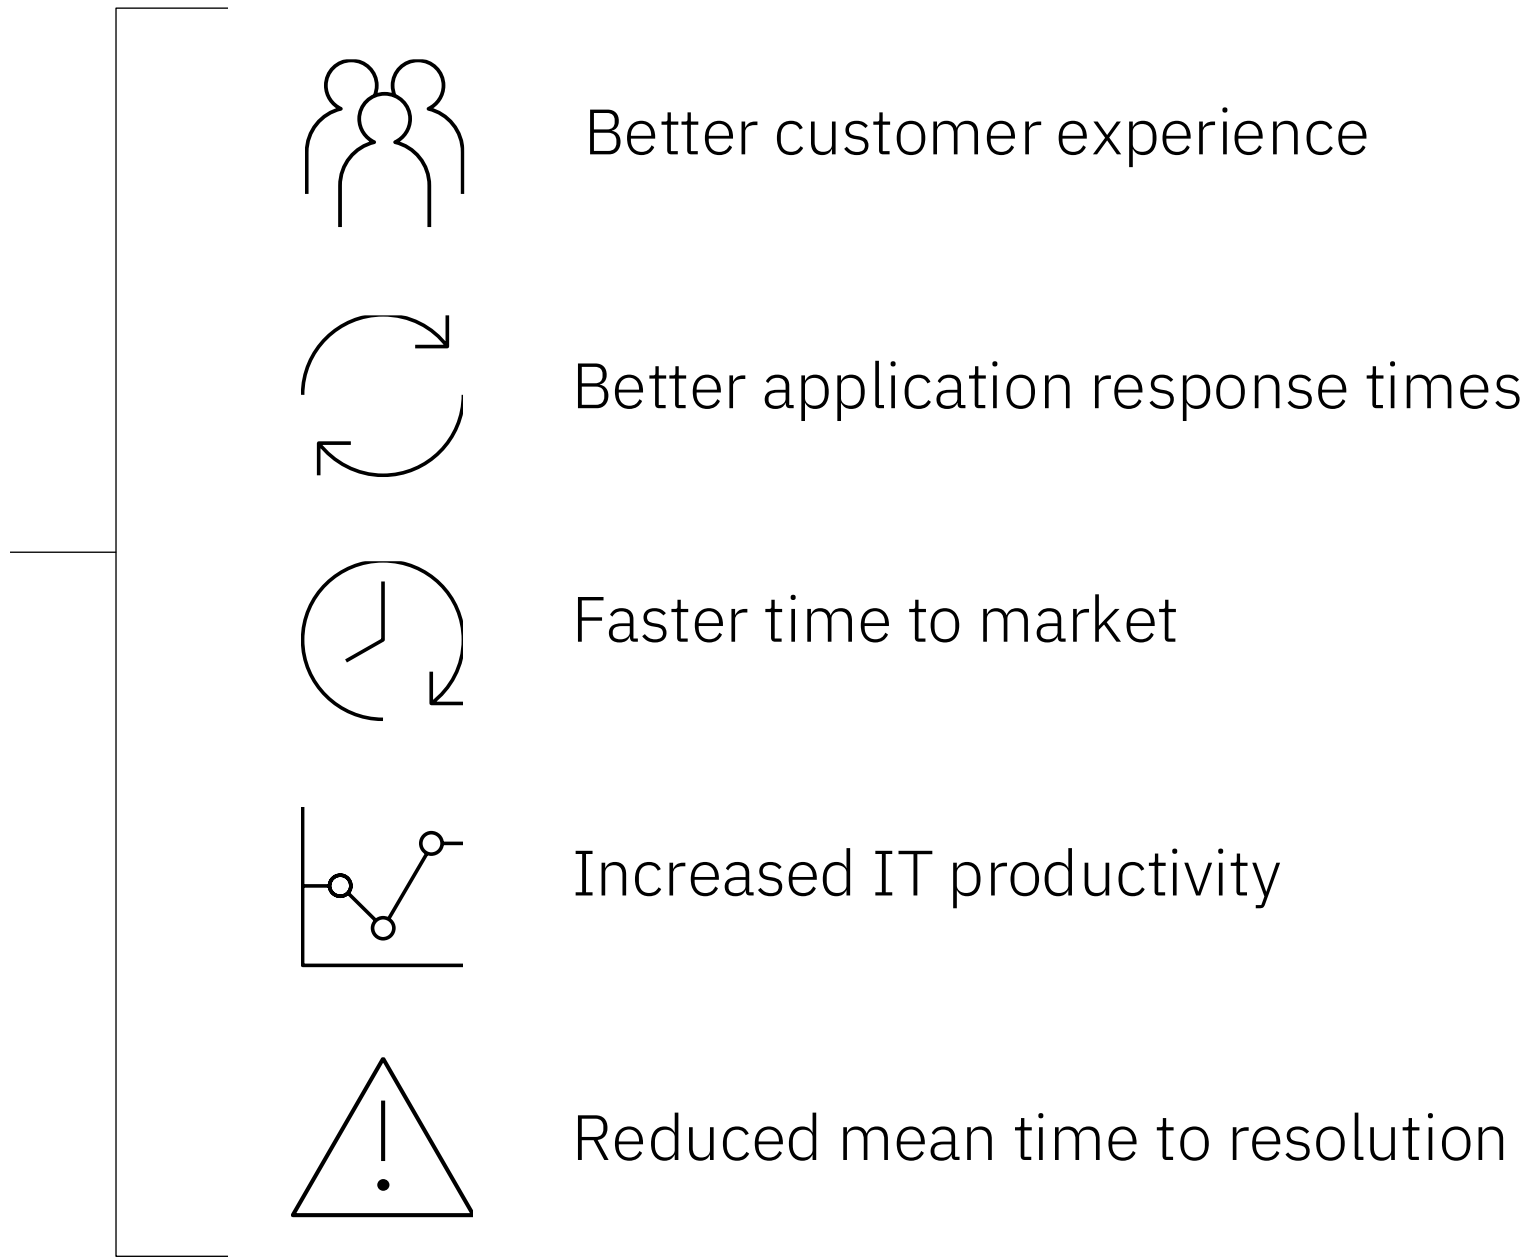 Better customer experience
Better application response times
Faster time to market
Increased IT productivity
Reduced mean time to resolution